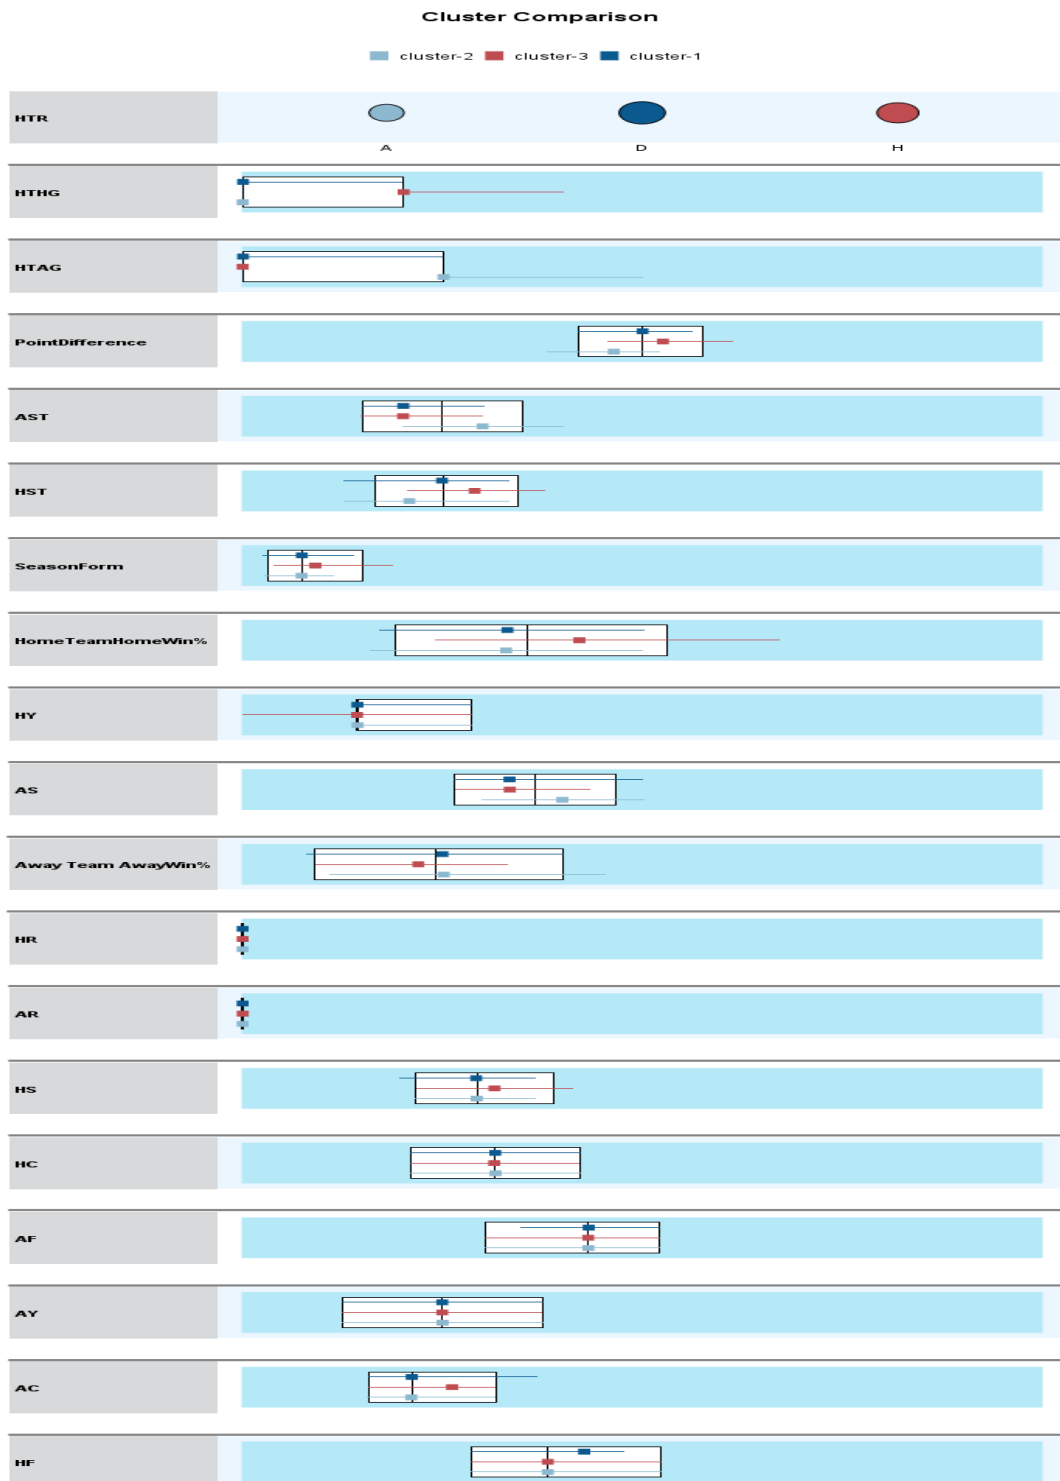 Cluster Comparison
cluster-2 cluster-3 cluster-1
HTR
A D H
HTHG
HTAG
PointDifference
AST
HST
SeasonForm
HomeTeamHomeWin%
HY
AS
Away Team AwayWin%
HR
AR
HS
HC
AF
AY
AC
HF